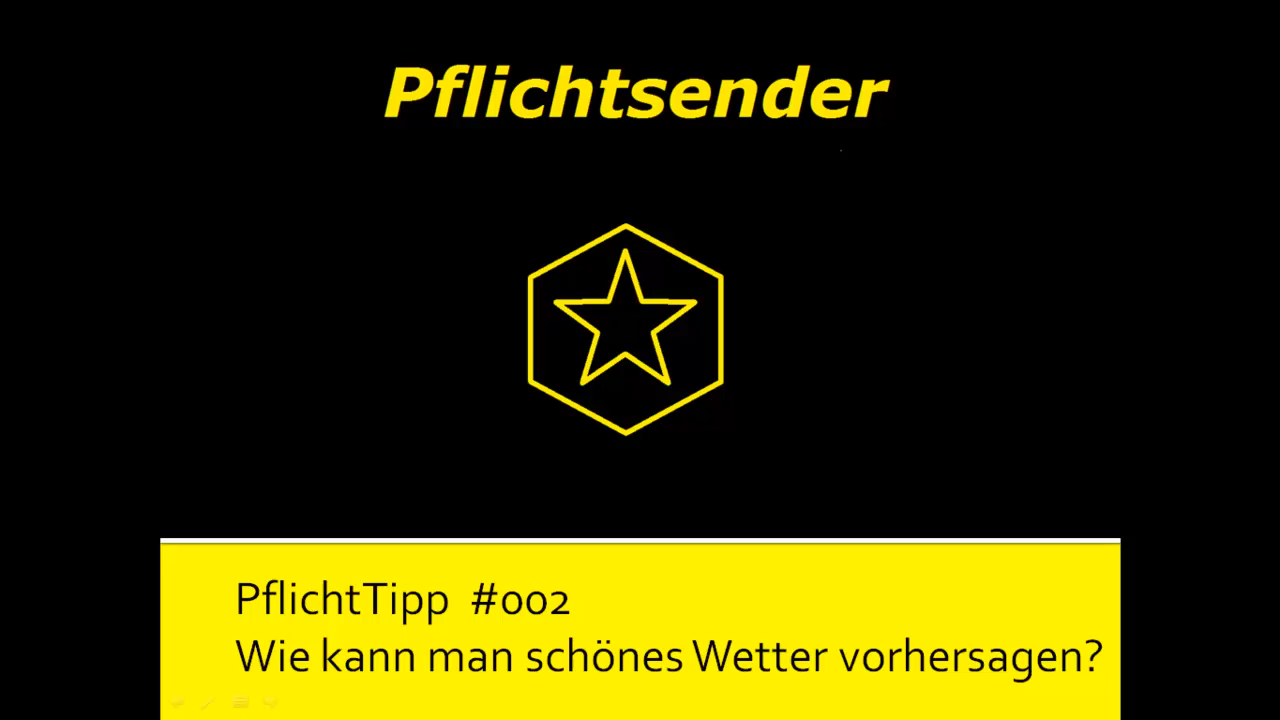 Pflichtsender
PflichtTipp #002
Wie kann man schönes Wetter vorhersagen?